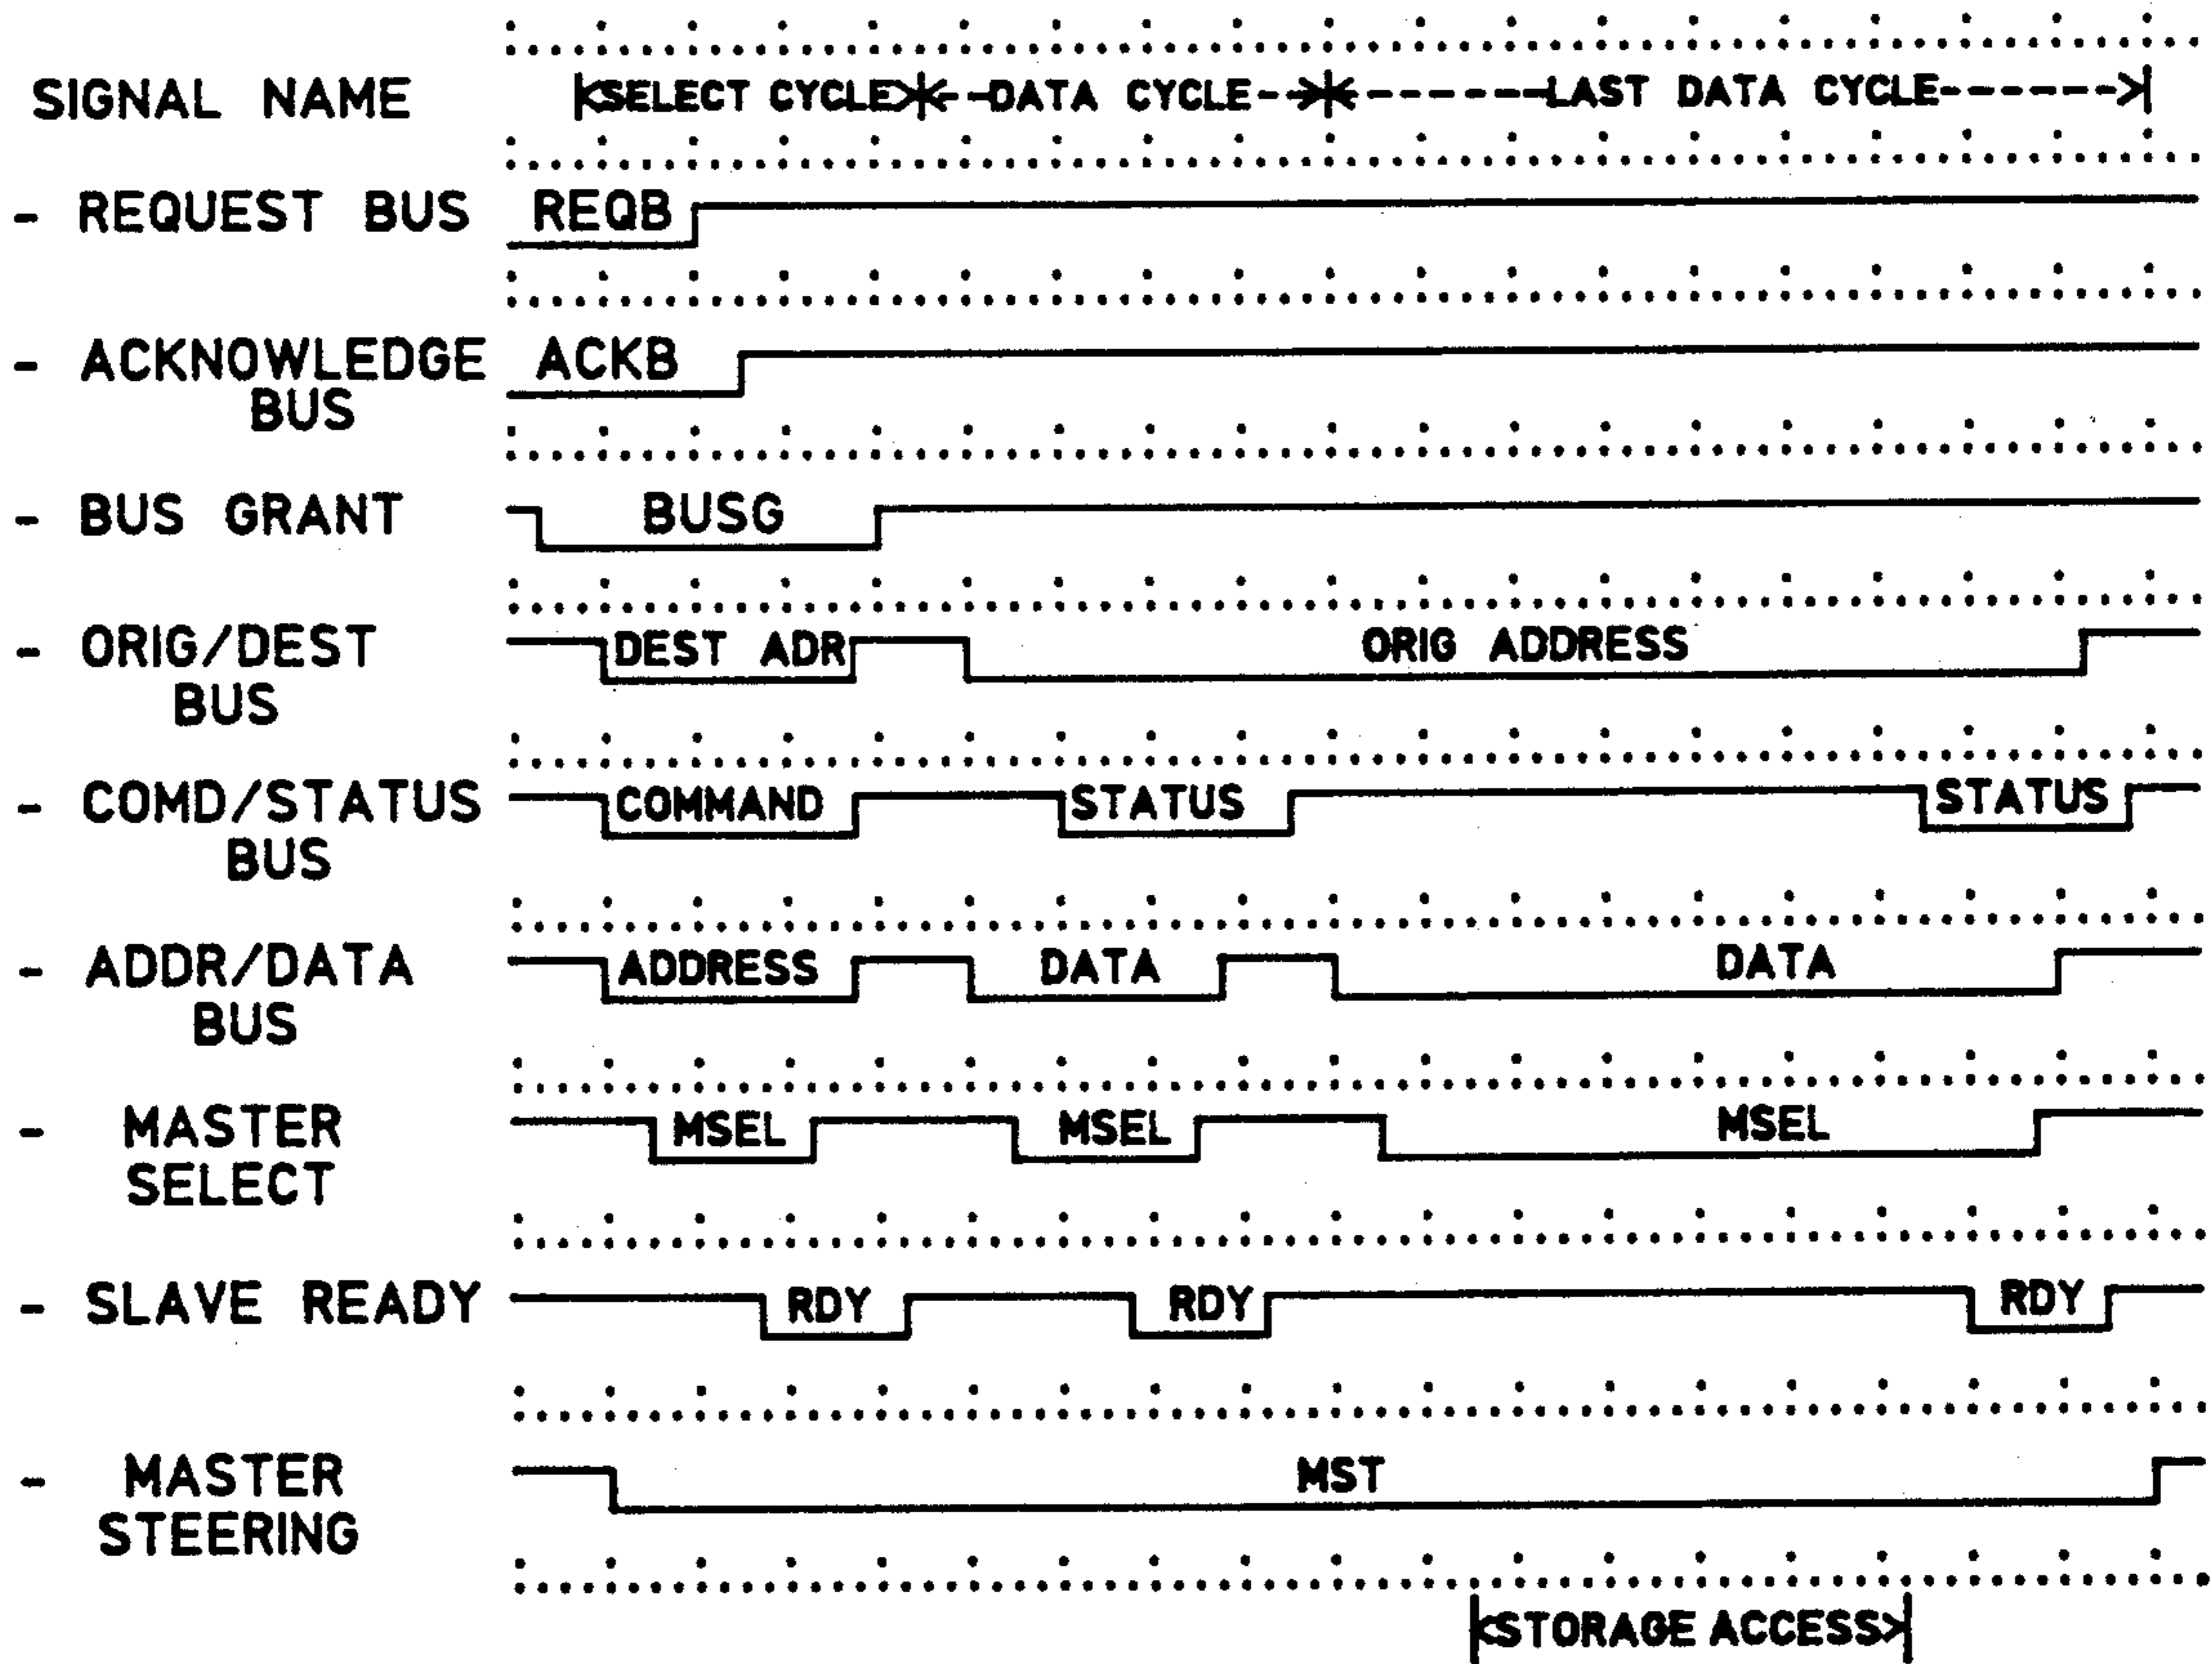 SIGNAL NAME |<SELECT CYCLE>|<--DATA CYCLE-->|<------LAST DATA CYCLE------>|
- REQUEST BUS REQB
- ACKNOWLEDGE BUS ACKB
- BUS GRANT BUSG
- ORIG/DEST BUS DEST ADR ORIG ADDRESS
- COMD/STATUS BUS COMMAND STATUS STATUS
- ADDR/DATA BUS ADDRESS DATA DATA
- MASTER SELECT MSEL MSEL MSEL
- SLAVE READY RDY RDY RDY
- MASTER STEERING MST
|<STORAGE ACCESS>|